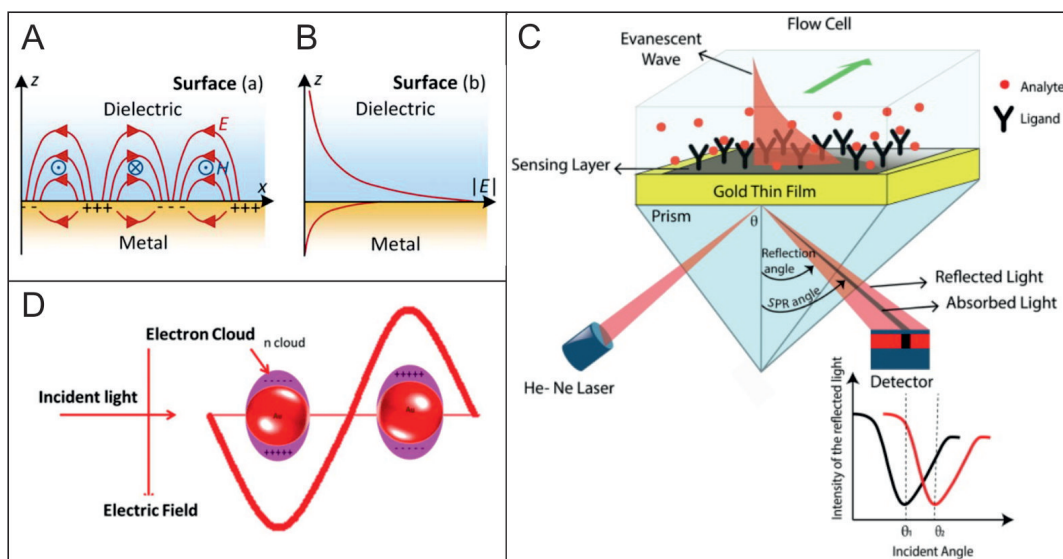 A
z
Surface (a)
Dielectric
E
H
x
- -
+++
- - -
+++
Metal
B
z
Surface (b)
Dielectric
|E|
Metal
C
Flow Cell
Evanescent
Wave
Analyte
Ligand
Sensing Layer
Gold Thin Film
Prism
θ
Reflection
angle
SPR angle
Reflected Light
Absorbed Light
He- Ne Laser
Detector
Intensity of the reflected light
θ₁
θ₂
Incident Angle
D
Electron Cloud
n cloud
Incident light
Electric Field
- - - - -
Au
+++++
+++++
Au
- - - - -